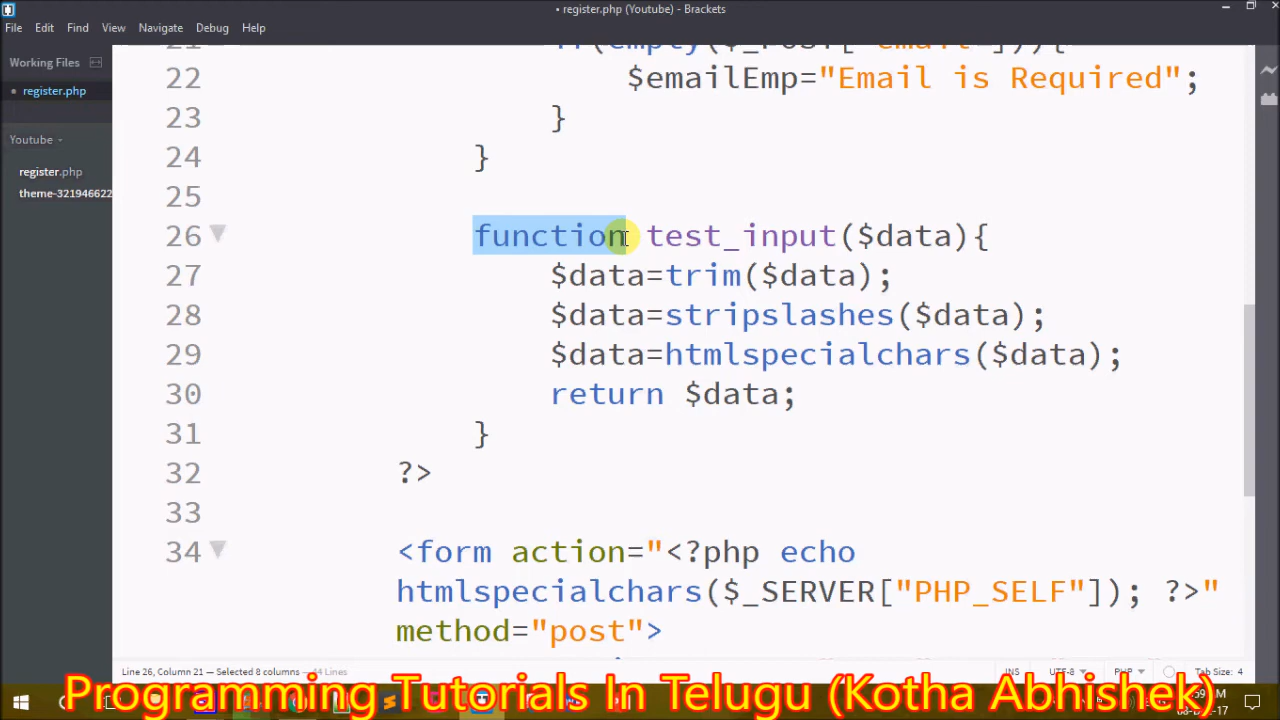 • register.php (Youtube) - Brackets
File Edit Find View Navigate Debug Help
Working Files
• register.php
Youtube
register.php
theme-321946622
22 $emailEmp="Email is Required";
23 }
24 }
25
26 function test_input($data){
27 $data=trim($data);
28 $data=stripslashes($data);
29 $data=htmlspecialchars($data);
30 return $data;
31 }
32 ?>
33
34 <form action="<?php echo
htmlspecialchars($_SERVER["PHP_SELF"]); ?>"
method="post">
Line 26, Column 21 — Selected 8 columns — 44 Lines
INS UTF-8 PHP Tab Size: 4
Programming Tutorials In Telugu (Kotha Abhishek)